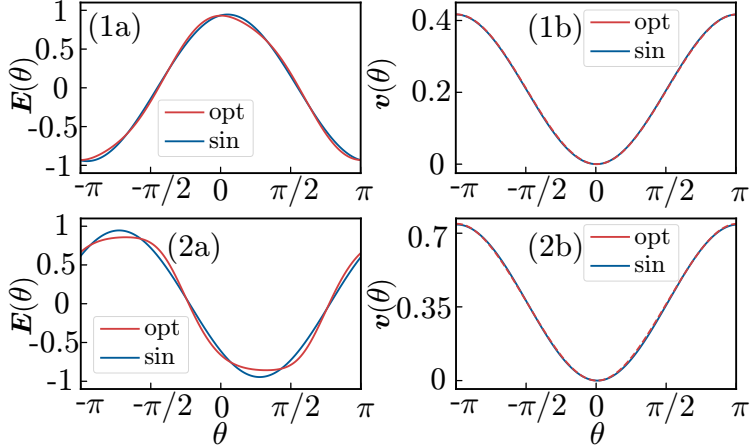 (1a)
E(θ)
1
0.5
0
-0.5
-1
opt
sin
-π
-π/2
0
π/2
π
(1b)
v(θ)
0.4
0.2
0
opt
sin
-π
-π/2
0
π/2
π
(2a)
E(θ)
1
0.5
0
-0.5
-1
opt
sin
-π
-π/2
0
π/2
π
θ
(2b)
v(θ)
0.7
0.35
0
opt
sin
-π
-π/2
0
π/2
π
θ